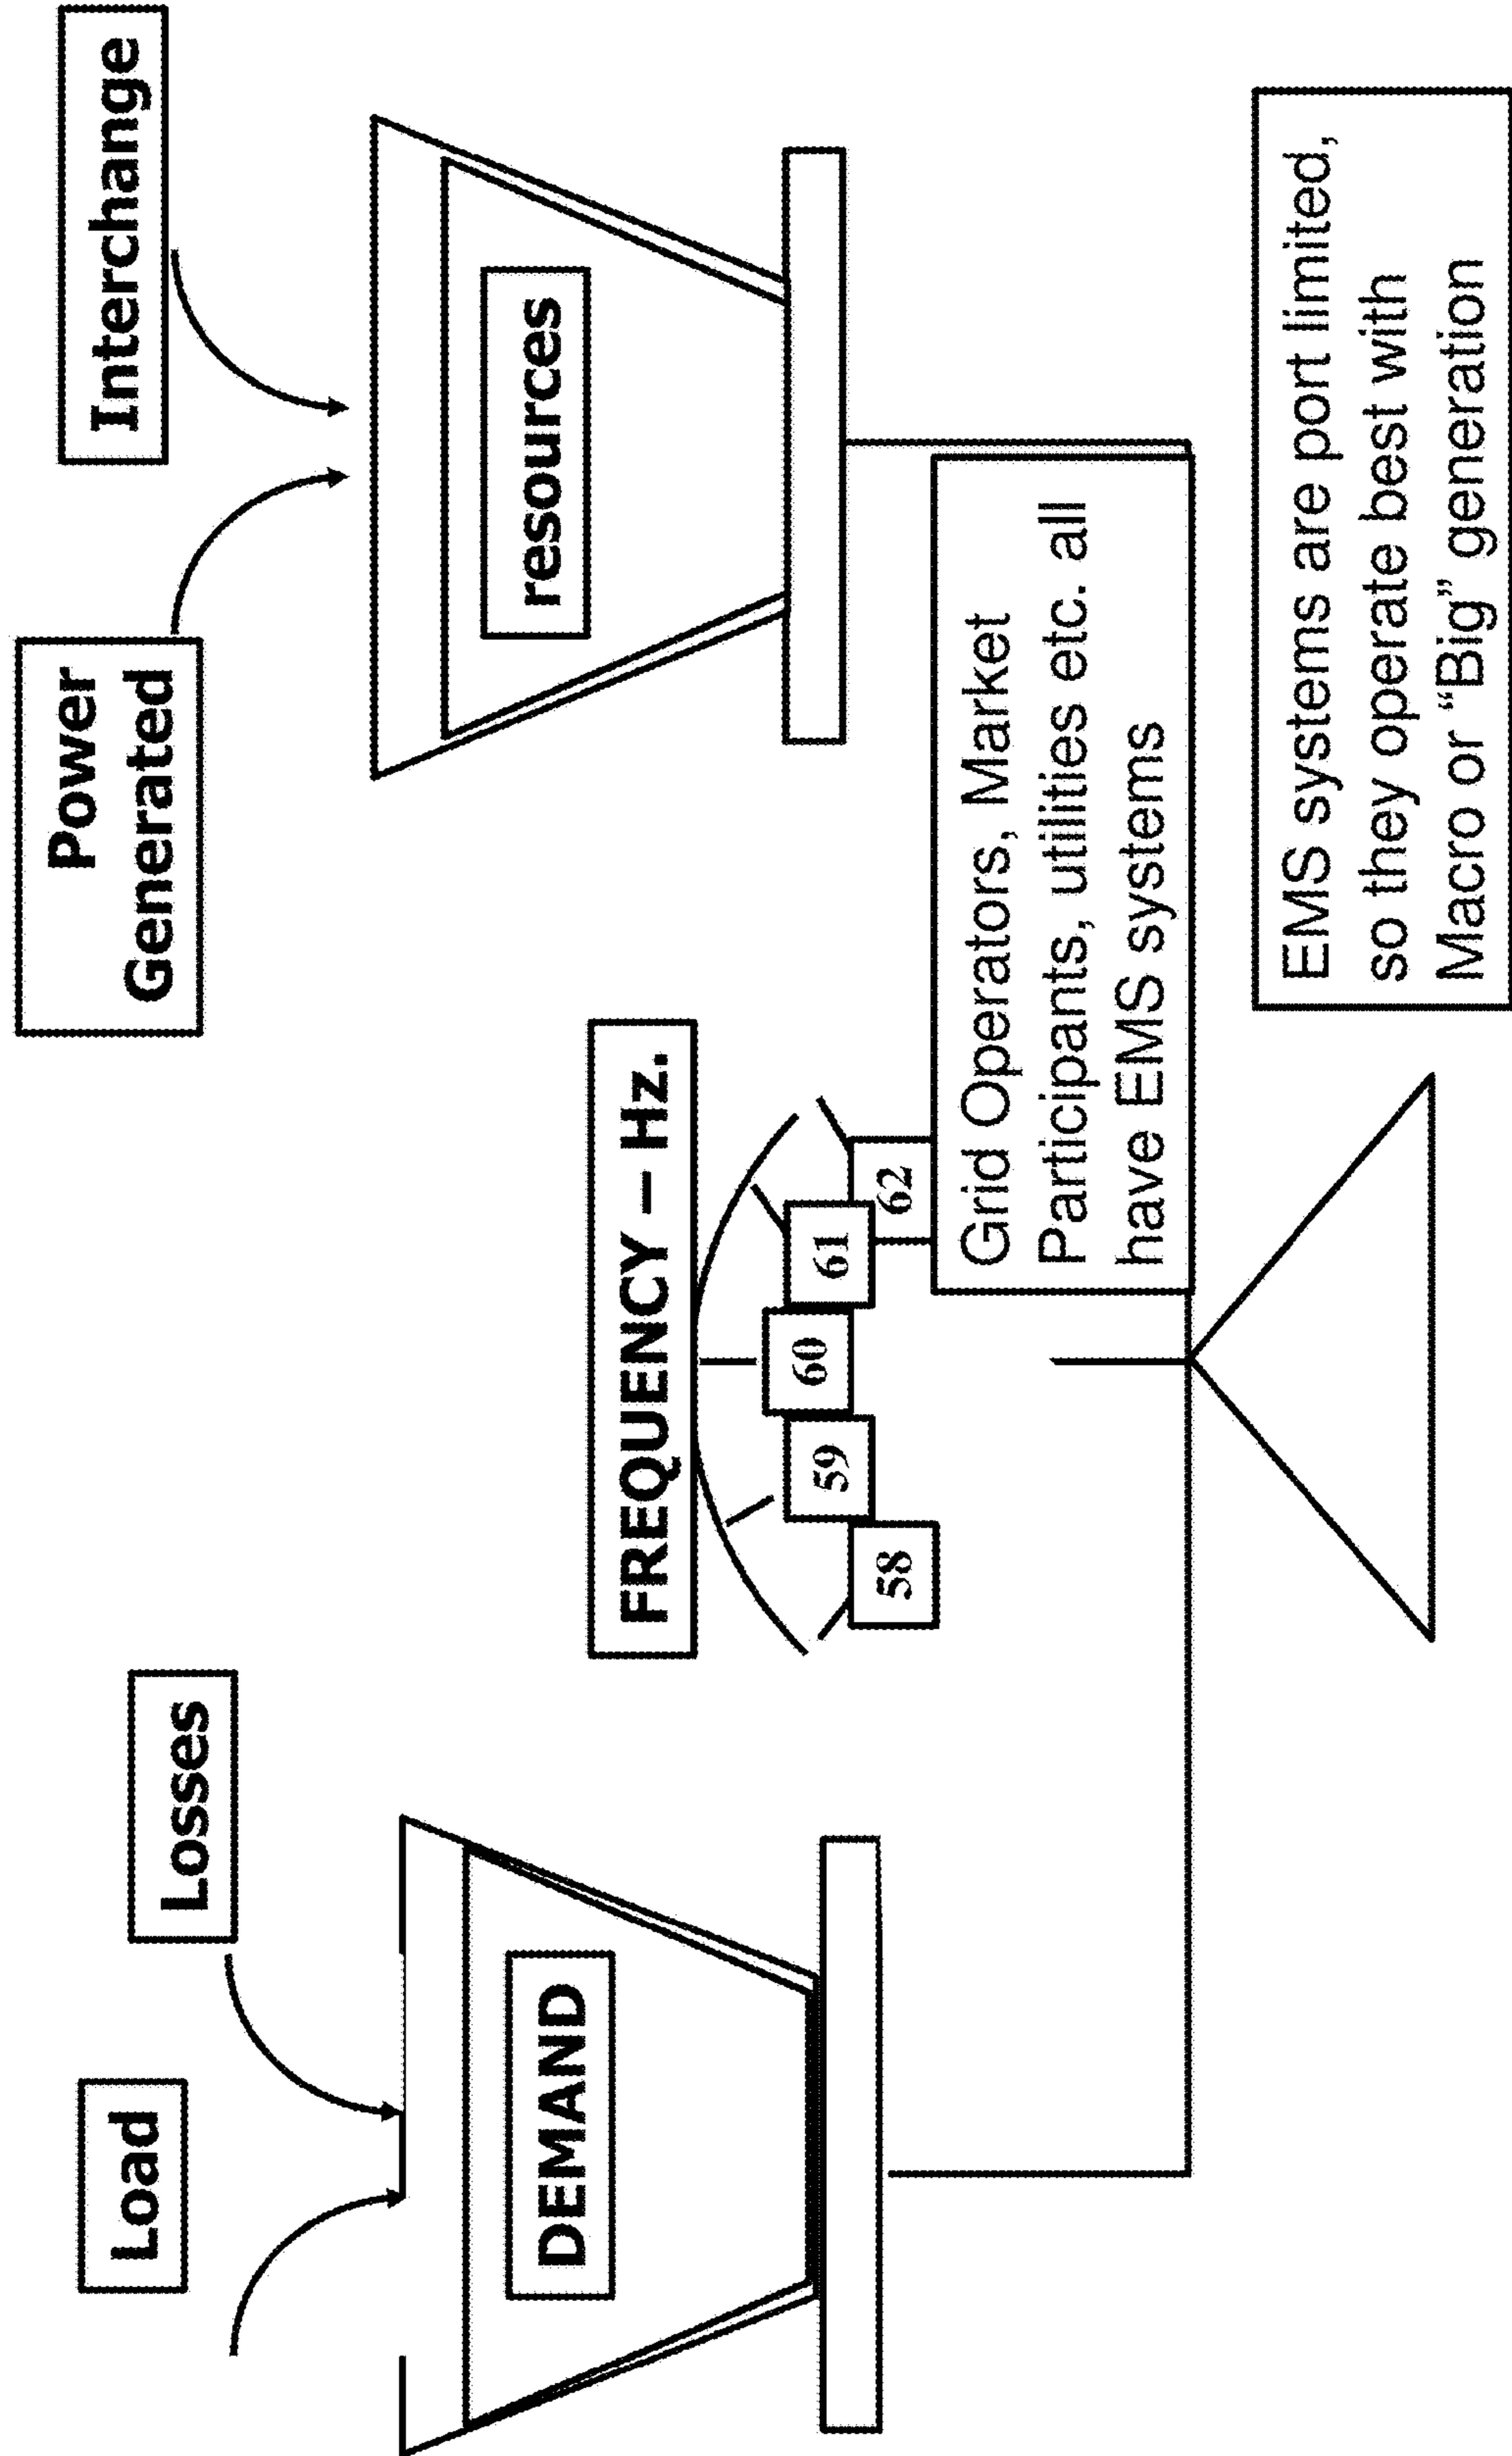 Load
Losses
Power
Generated
Interchange
DEMAND
FREQUENCY – Hz.
58
59
60
61
62
resources
Grid Operators, Market
Participants, utilities etc. all
have EMS systems
EMS systems are port limited,
so they operate best with
Macro or “Big” generation